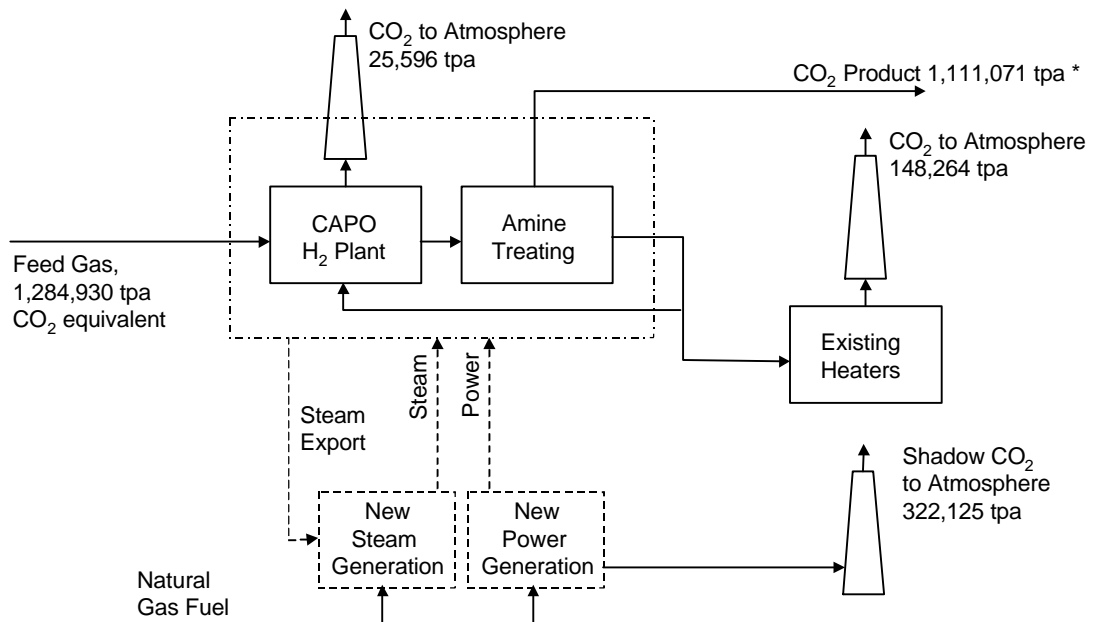 CO₂ to Atmosphere
25,596 tpa
CO₂ Product 1,111,071 tpa *
CO₂ to Atmosphere
148,264 tpa
CAPO
H₂ Plant
Amine
Treating
Feed Gas,
1,284,930 tpa
CO₂ equivalent
Existing
Heaters
Steam
Power
Steam
Export
Shadow CO₂
to Atmosphere
322,125 tpa
New
Steam
Generation
New
Power
Generation
Natural
Gas Fuel